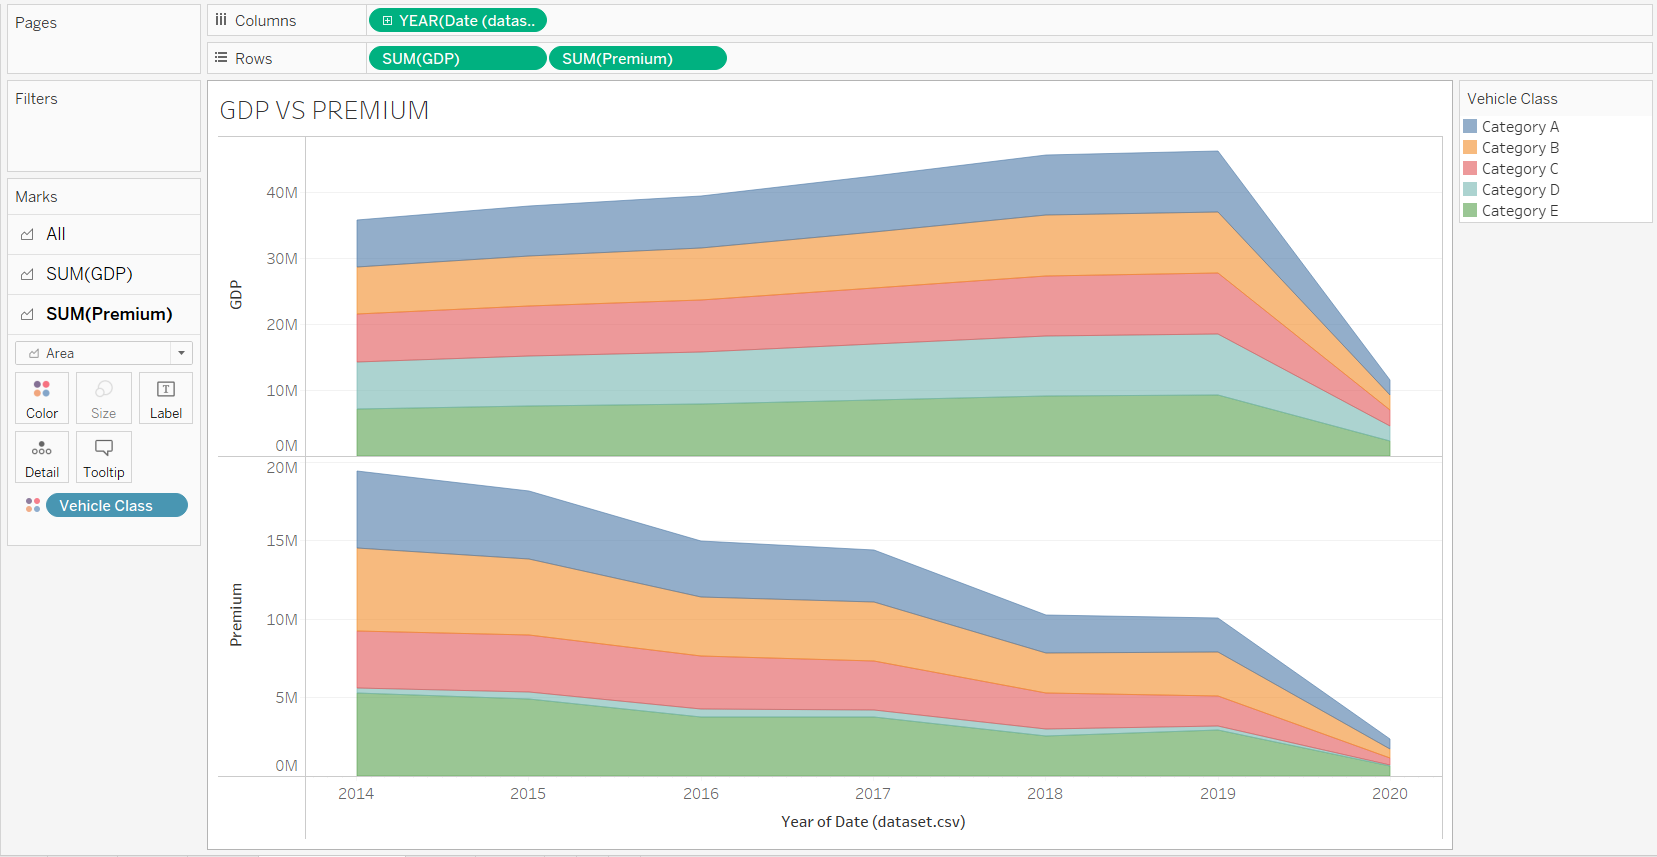 Pages
Columns
YEAR(Date (datas..
Rows
SUM(GDP)
SUM(Premium)
Filters
Marks
All
SUM(GDP)
SUM(Premium)
Area
Color
Size
Label
Detail
Tooltip
Vehicle Class
GDP VS PREMIUM
GDP
40M
30M
20M
10M
0M
Premium
20M
15M
10M
5M
0M
2014
2015
2016
2017
2018
2019
2020
Year of Date (dataset.csv)
Vehicle Class
Category A
Category B
Category C
Category D
Category E